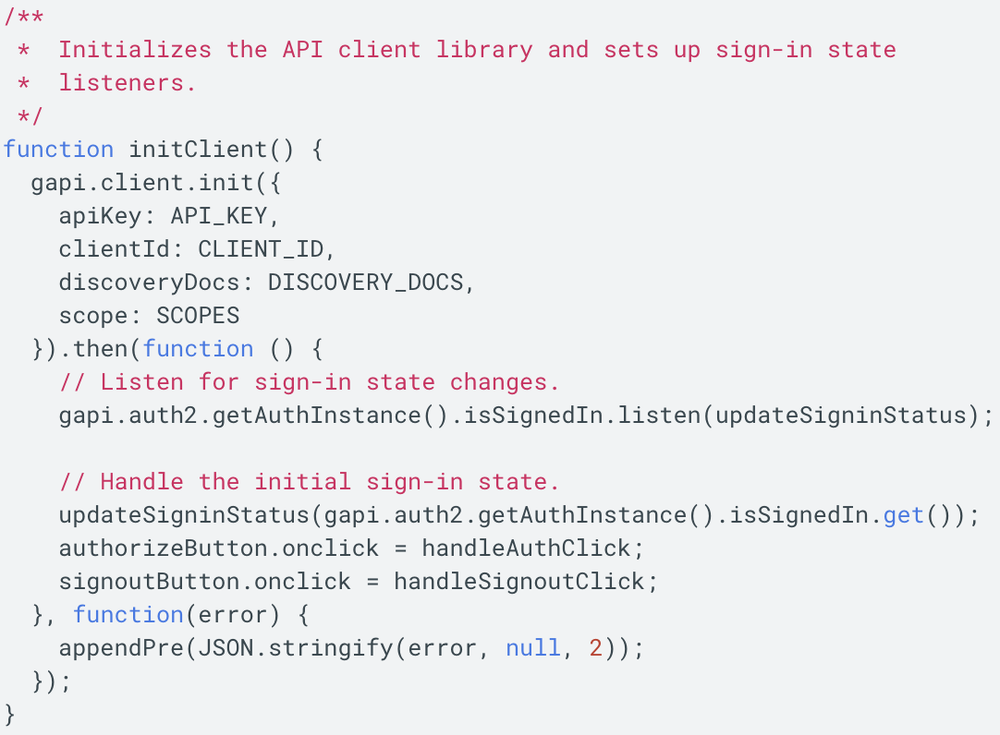 /**
 *  Initializes the API client library and sets up sign-in state
 *  listeners.
 */
function initClient() {
  gapi.client.init({
    apiKey: API_KEY,
    clientId: CLIENT_ID,
    discoveryDocs: DISCOVERY_DOCS,
    scope: SCOPES
  }).then(function () {
    // Listen for sign-in state changes.
    gapi.auth2.getAuthInstance().isSignedIn.listen(updateSigninStatus);

    // Handle the initial sign-in state.
    updateSigninStatus(gapi.auth2.getAuthInstance().isSignedIn.get());
    authorizeButton.onclick = handleAuthClick;
    signoutButton.onclick = handleSignoutClick;
  }, function(error) {
    appendPre(JSON.stringify(error, null, 2));
  });
}